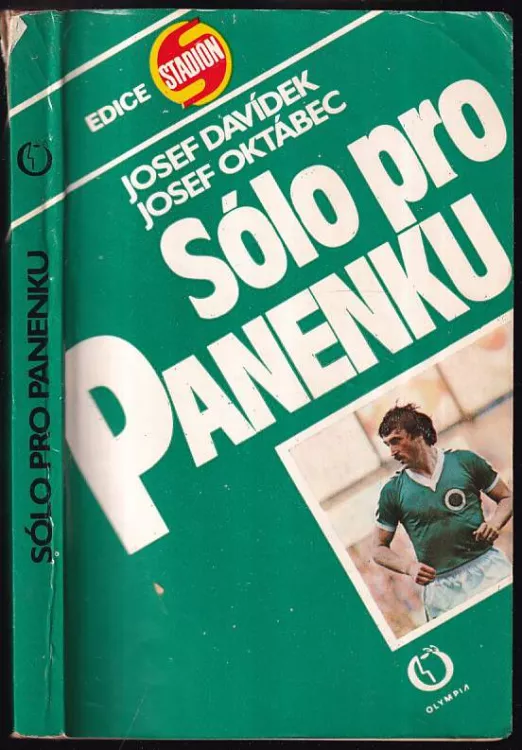 EDICE
STADION
JOSEF DAVÍDEK
JOSEF OKTÁBEC
Sólo pro
PANENKU
OLYMPIA
SÓLO PRO PANENKU